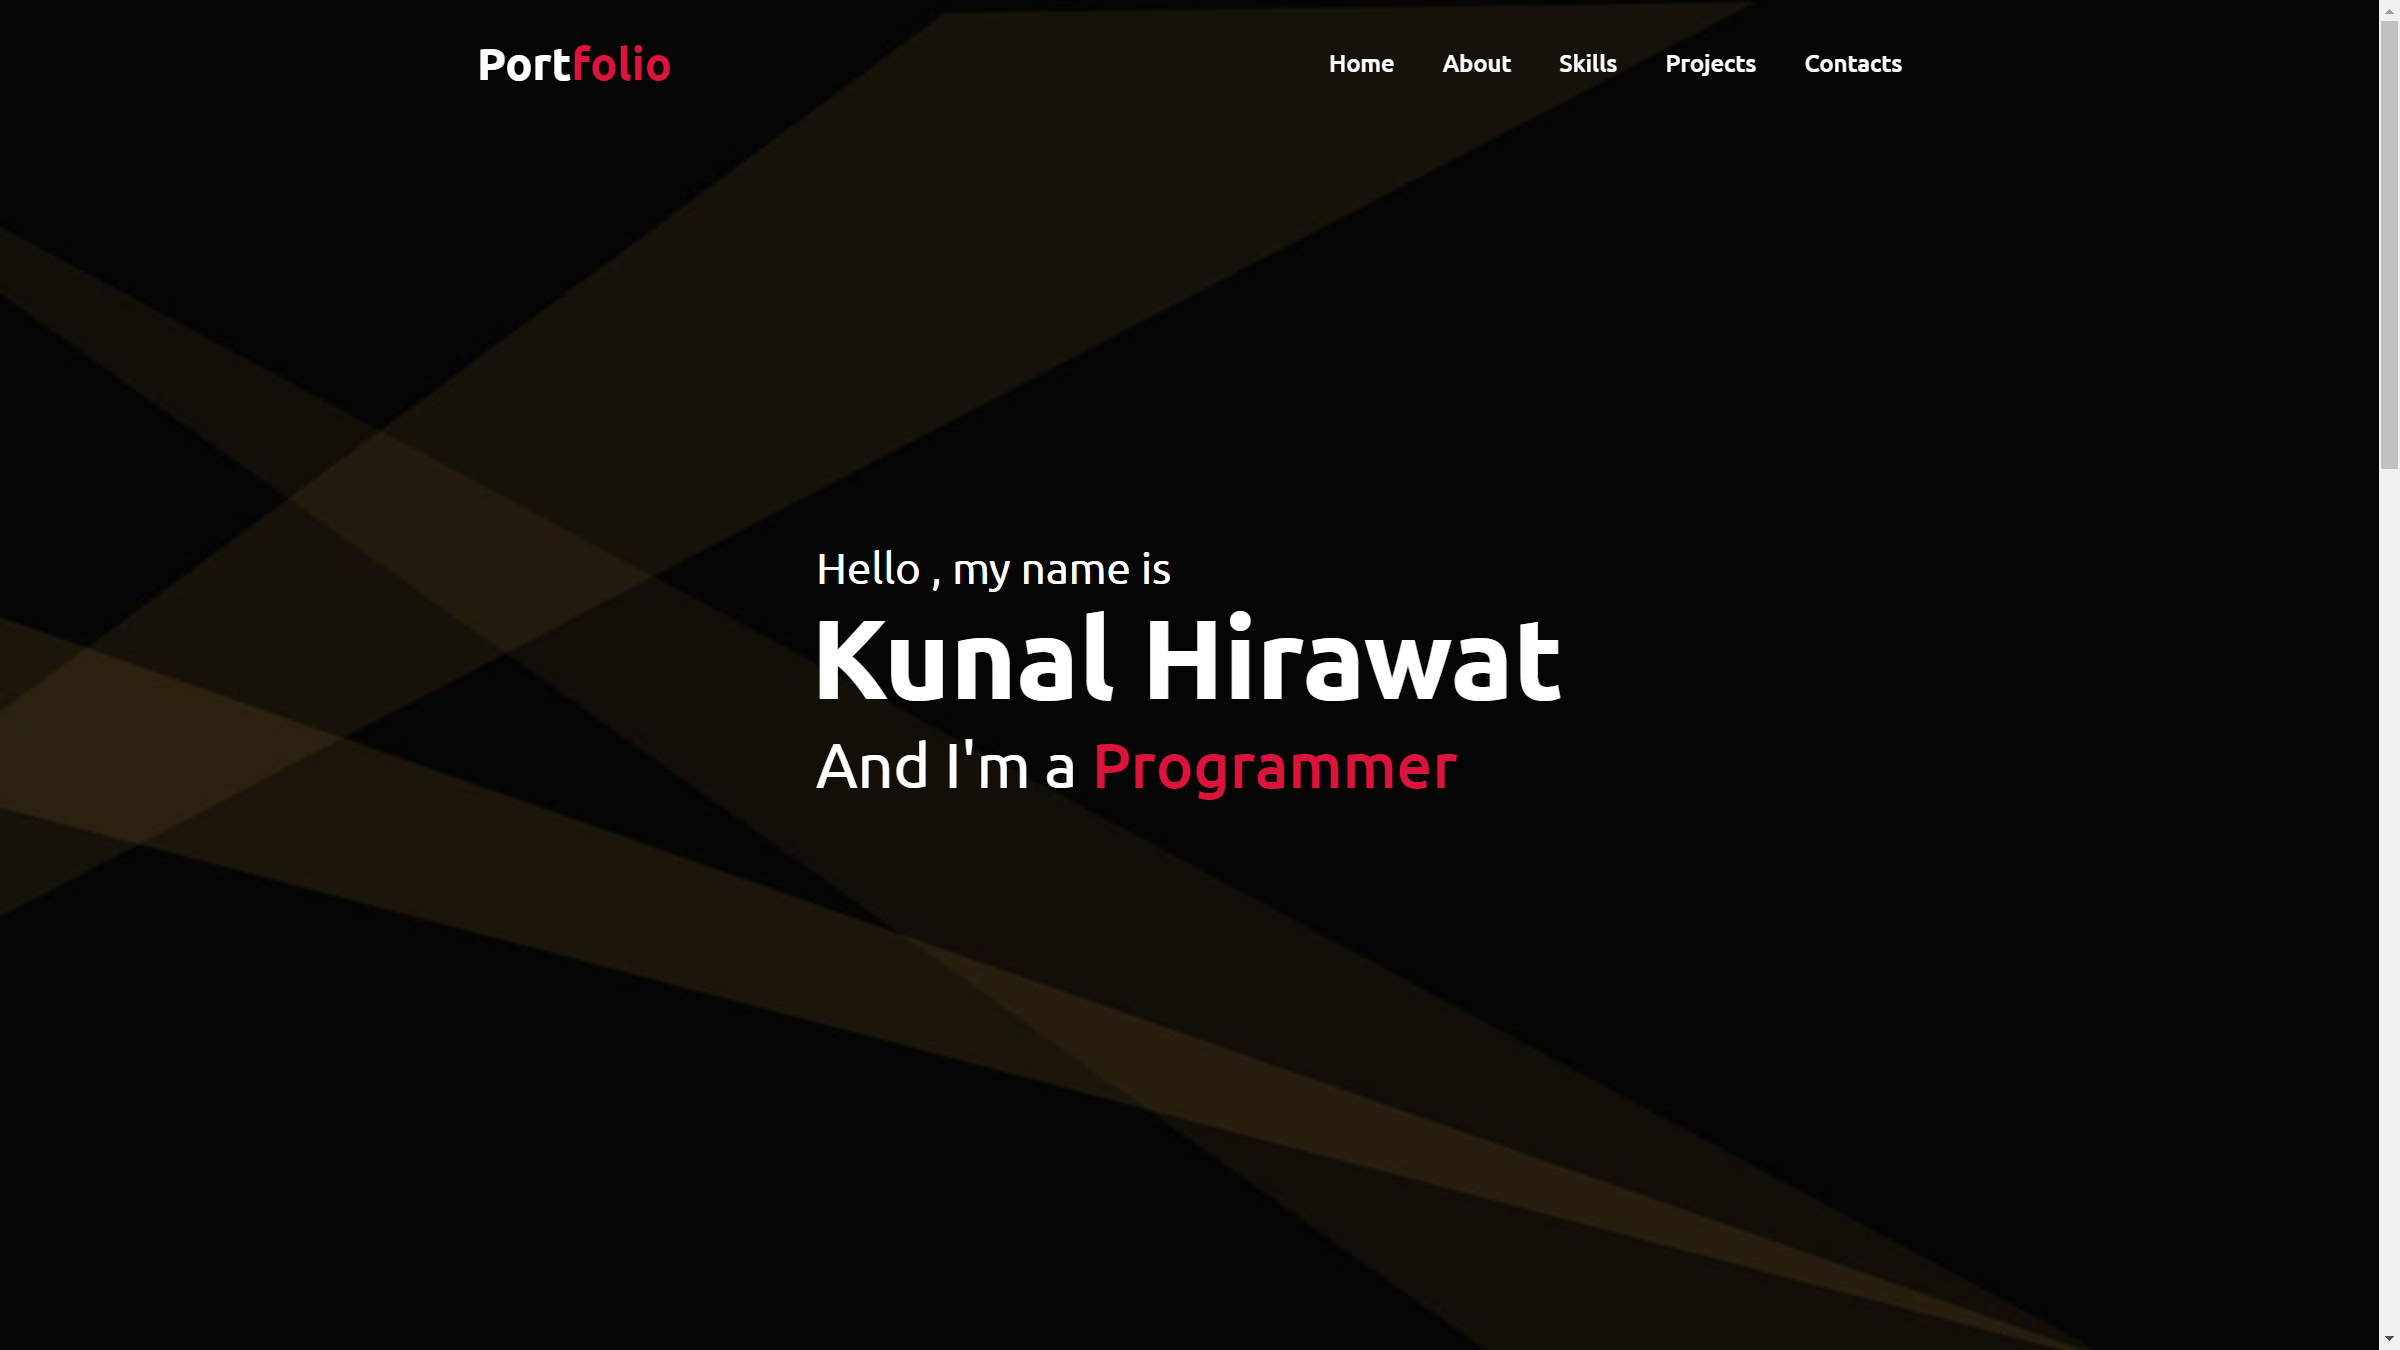 Portfolio
Home About Skills Projects Contacts
Hello , my name is
Kunal Hirawat
And I'm a Programmer